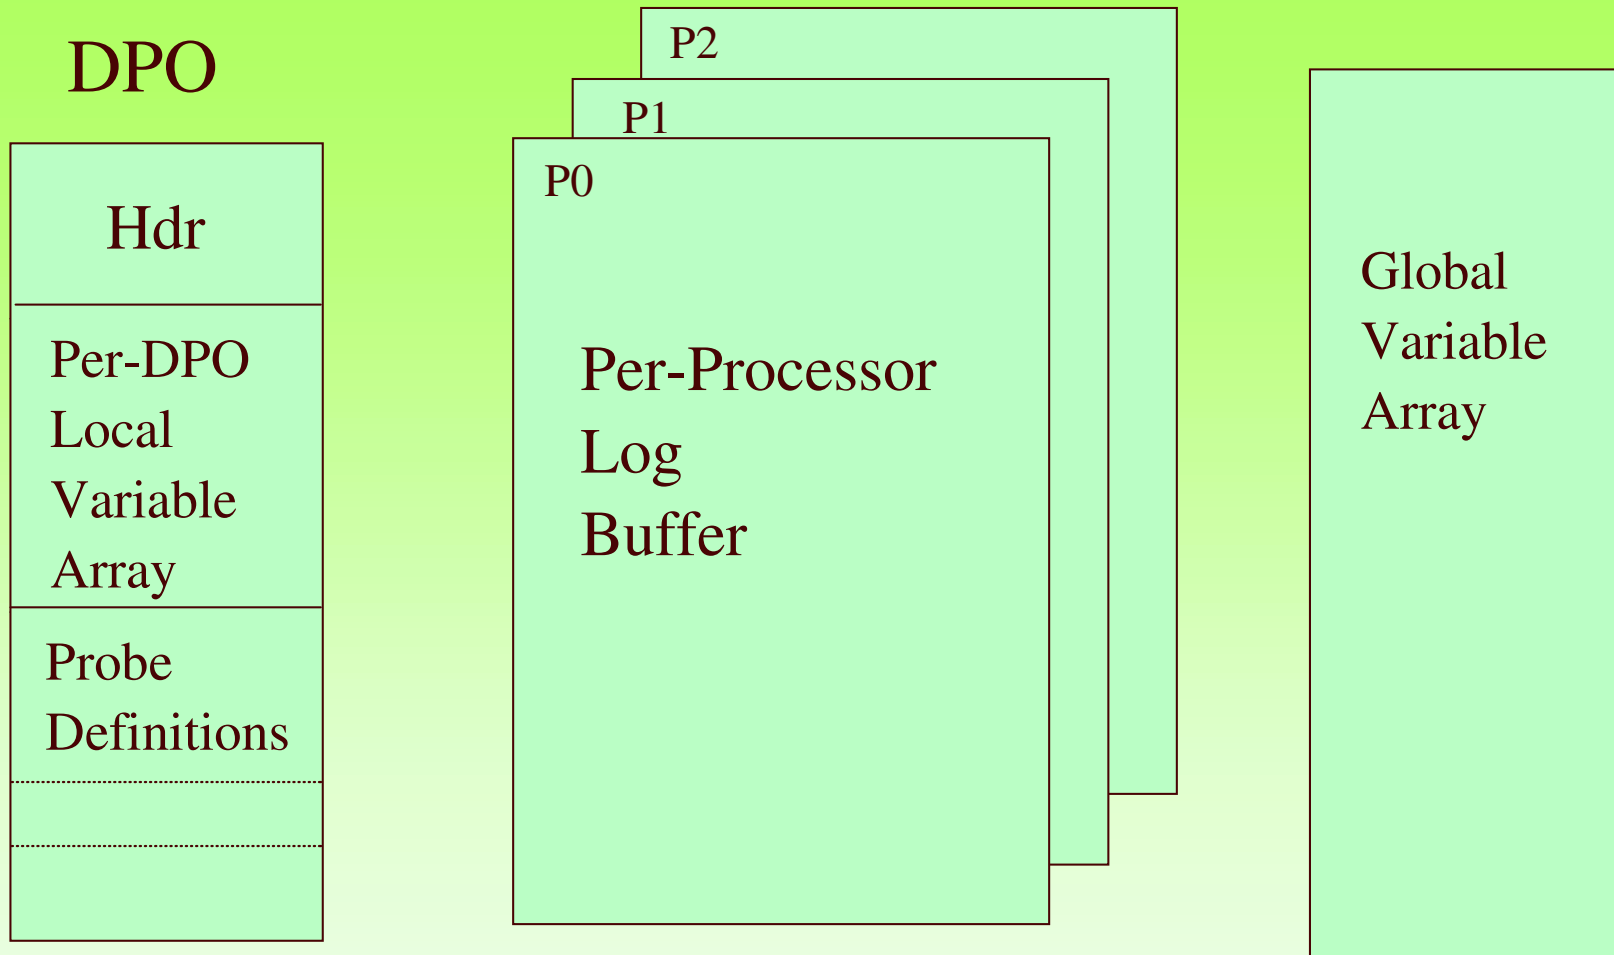 DPO
Hdr
Per-DPO
Local
Variable
Array
Probe
Definitions
P2
P1
P0
Per-Processor
Log
Buffer
Global
Variable
Array